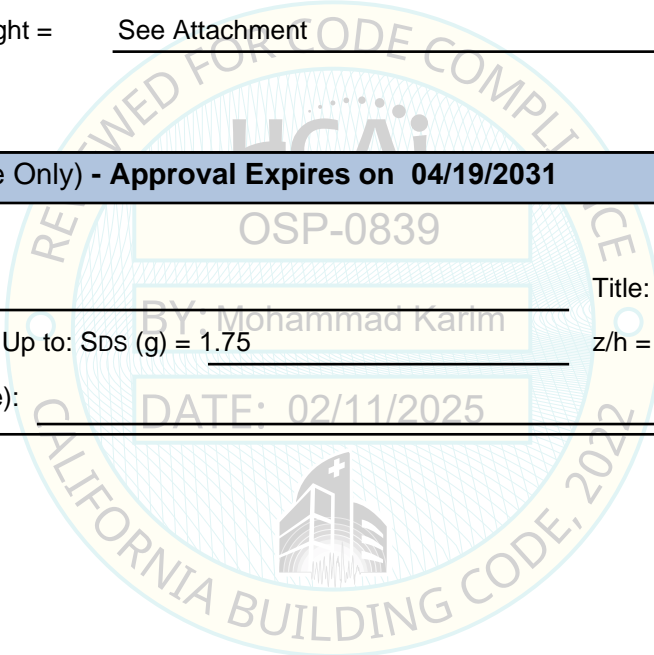 ght = See Attachment
REVIEWED FOR CODE COMPLIANCE
HCAi
e Only) - Approval Expires on 04/19/2031
OSP-0839
Title:
BY: Mohammad Karim
Up to: SDS (g) = 1.75 z/h =
e):
DATE: 02/11/2025
CALIFORNIA BUILDING CODE, 2022